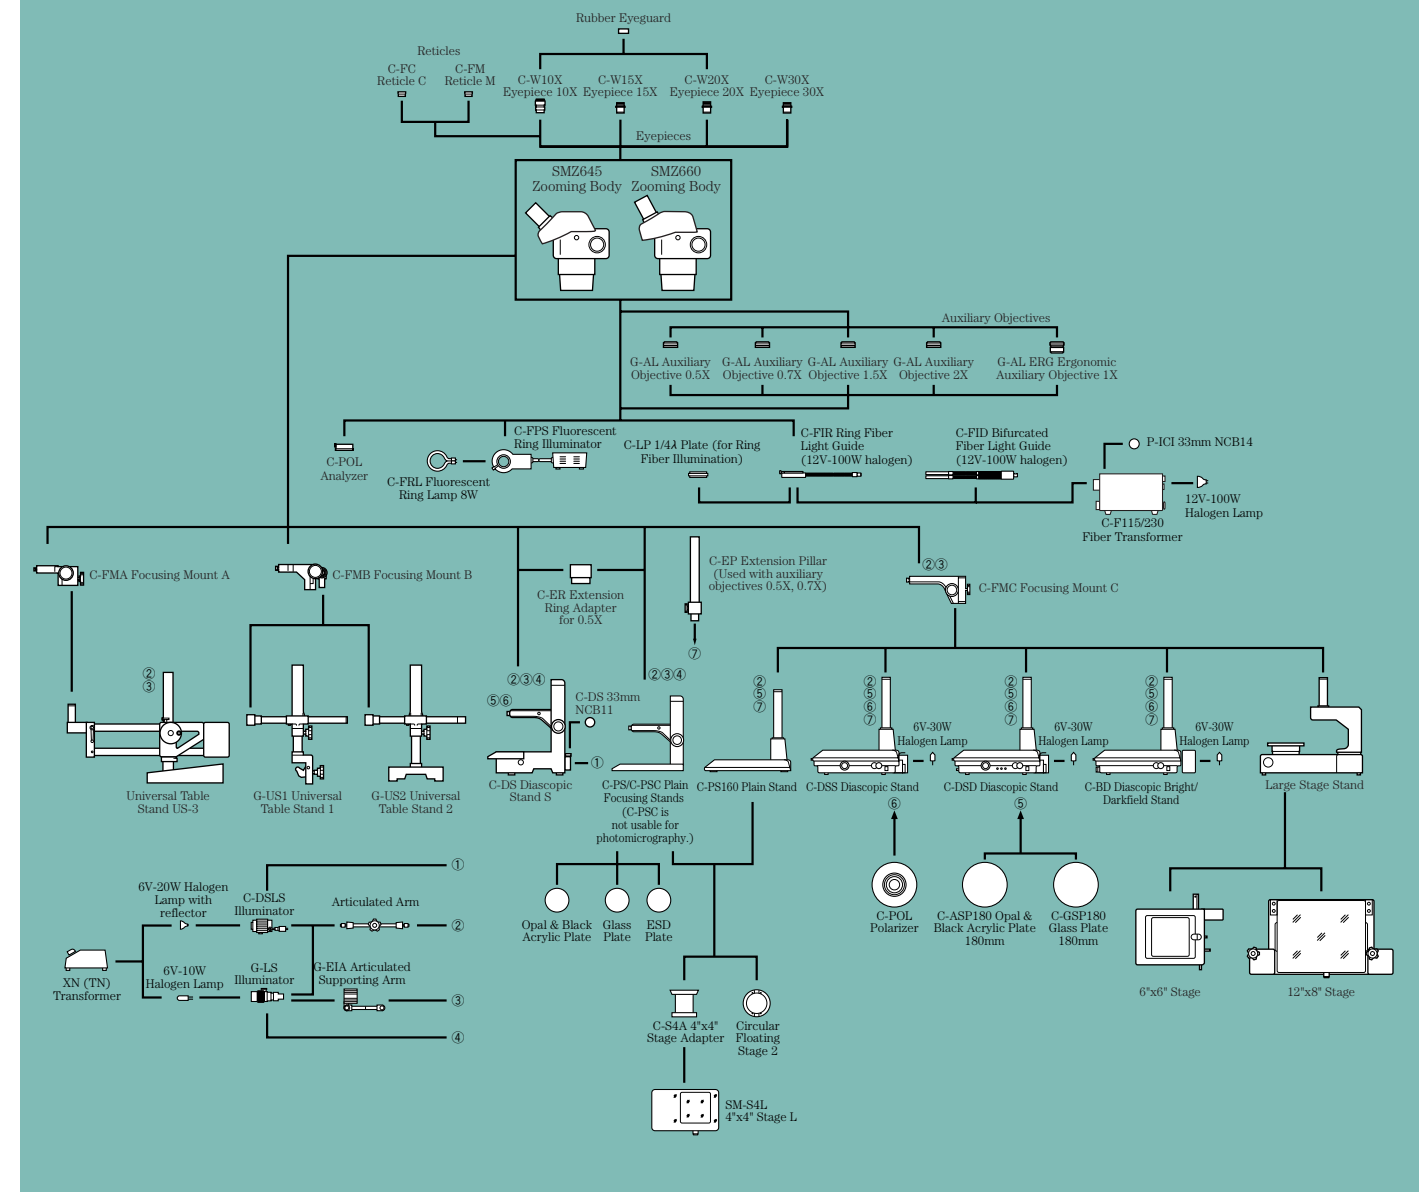 Rubber Eyeguard
Reticles
C-FC
Reticle C
C-FM
Reticle M
C-W10X
Eyepiece 10X
C-W15X
Eyepiece 15X
C-W20X
Eyepiece 20X
C-W30X
Eyepiece 30X
Eyepieces
SMZ645
Zooming Body
SMZ660
Zooming Body
Auxiliary Objectives
G-AL Auxiliary
Objective 0.5X
G-AL Auxiliary
Objective 0.7X
G-AL Auxiliary
Objective 1.5X
G-AL Auxiliary
Objective 2X
G-AL ERG Ergonomic
Auxiliary Objective 1X
C-POL
Analyzer
C-FPS Fluorescent
Ring Illuminator
C-FRL Fluorescent
Ring Lamp 8W
C-LP 1/4λ Plate (for Ring
Fiber Illumination)
C-FIR Ring Fiber
Light Guide
(12V-100W halogen)
C-FID Bifurcated
Fiber Light Guide
(12V-100W halogen)
P-ICI 33mm NCB14
12V-100W
Halogen Lamp
C-F115/230
Fiber Transformer
C-FMA Focusing Mount A
C-FMB Focusing Mount B
C-ER Extension
Ring Adapter
for 0.5X
C-EP Extension Pillar
(Used with auxiliary
objectives 0.5X, 0.7X)
⑦
②③
C-FMC Focusing Mount C
②
③
Universal Table
Stand US-3
G-US1 Universal
Table Stand 1
G-US2 Universal
Table Stand 2
②③④
⑤⑥
C-DS 33mm
NCB11
①
C-DS Diascopic
Stand S
②③④
C-PS/C-PSC Plain
Focusing Stands
(C-PSC is
not usable for
photomicrography.)
②
⑤
⑦
C-PS160 Plain Stand
②
⑤
⑥
⑦
6V-30W
Halogen Lamp
C-DSS Diascopic Stand
⑥
②
⑤
⑥
⑦
6V-30W
Halogen Lamp
C-DSD Diascopic Stand
⑤
②
⑤
⑥
⑦
6V-30W
Halogen Lamp
C-BD Diascopic Bright/
Darkfield Stand
Large Stage Stand
①
6V-20W Halogen
Lamp with
reflector
C-DSLS
Illuminator
Articulated Arm
②
XN (TN)
Transformer
6V-10W
Halogen Lamp
G-LS
Illuminator
G-EIA Articulated
Supporting Arm
③
④
Opal & Black
Acrylic Plate
Glass
Plate
ESD
Plate
C-POL
Polarizer
C-ASP180 Opal &
Black Acrylic Plate
180mm
C-GSP180
Glass Plate
180mm
6"x6" Stage
12"x8" Stage
C-S4A 4"x4"
Stage Adapter
Circular
Floating
Stage 2
SM-S4L
4"x4" Stage L